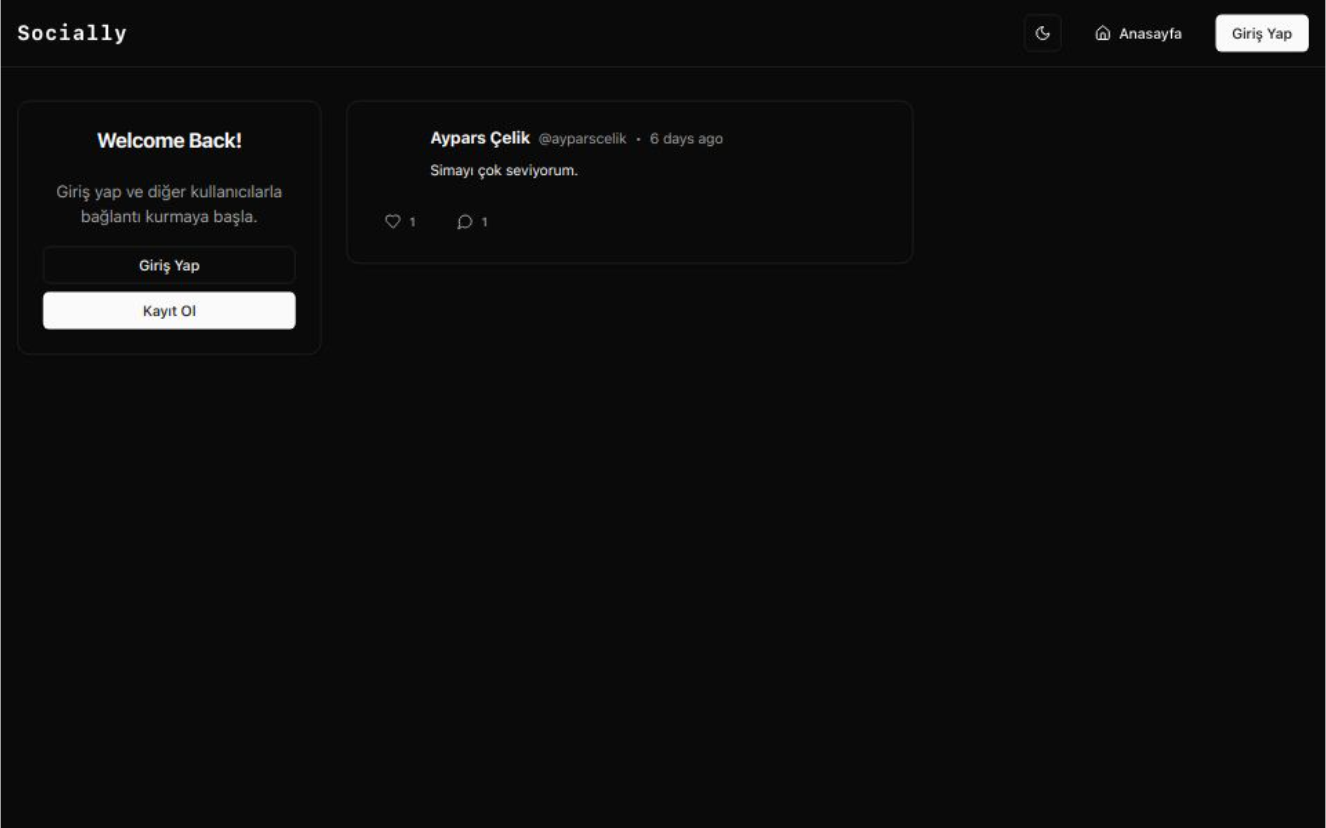 Socially
Anasayfa
Giriş Yap
Welcome Back!
Giriş yap ve diğer kullanıcılarla
bağlantı kurmaya başla.
Giriş Yap
Kayıt Ol
Aypars Çelik @ayparscelik • 6 days ago
Simayı çok seviyorum.
1 1